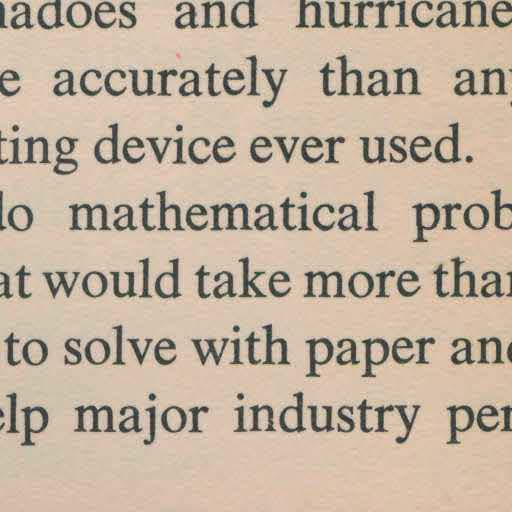 nadoes and hurricane
e accurately than any
ting device ever used.
do mathematical prob
at would take more than
to solve with paper and
elp major industry per